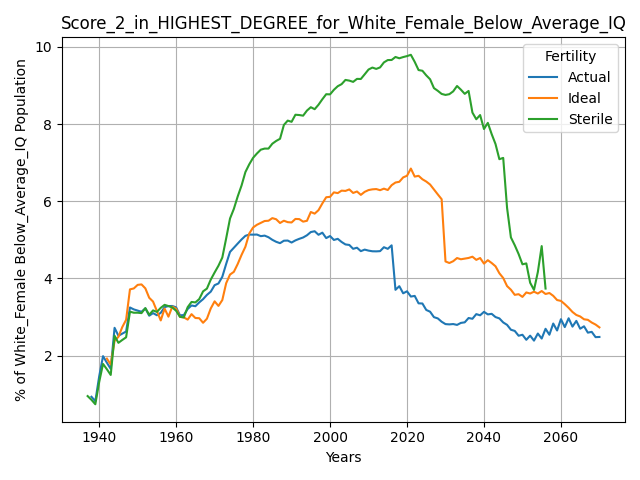 Score_2_in_HIGHEST_DEGREE_for_White_Female_Below_Average_IQ
% of White_Female Below_Average_IQ Population
10
8
6
4
2
Fertility
Actual
Ideal
Sterile
1940 1960 1980 2000 2020 2040 2060
Years